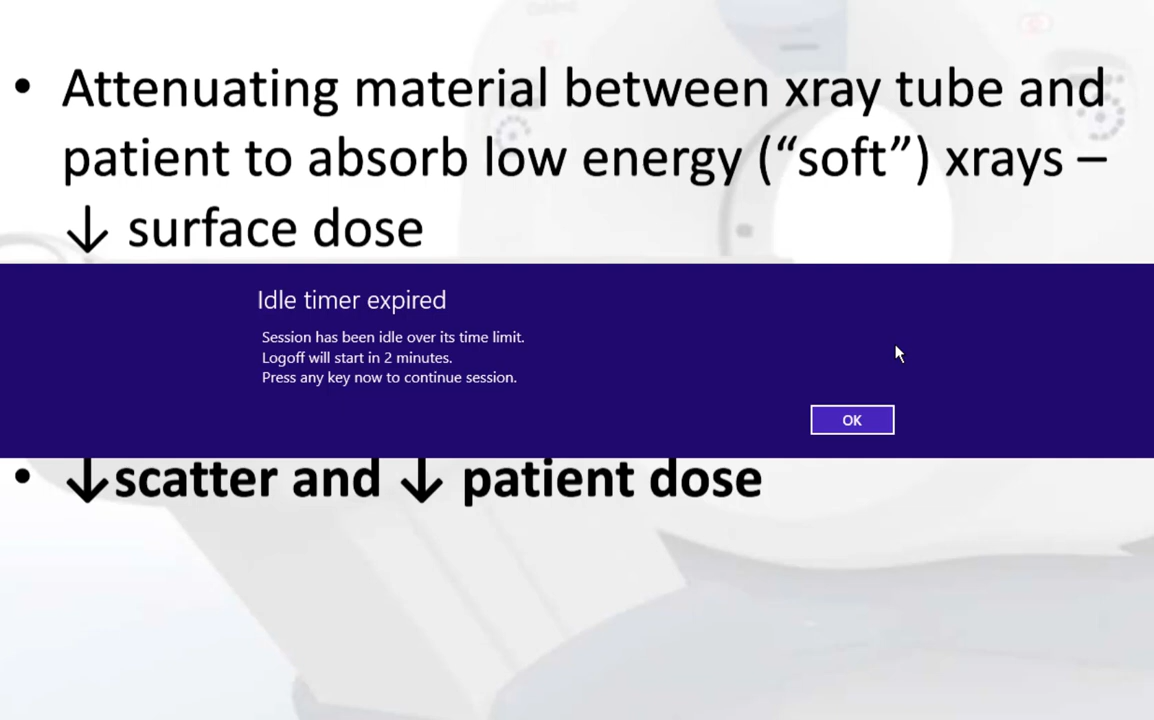 • Attenuating material between xray tube and
patient to absorb low energy (“soft”) xrays –
↓ surface dose
Idle timer expired
Session has been idle over its time limit.
Logoff will start in 2 minutes.
Press any key now to continue session.
OK
• ↓scatter and ↓ patient dose